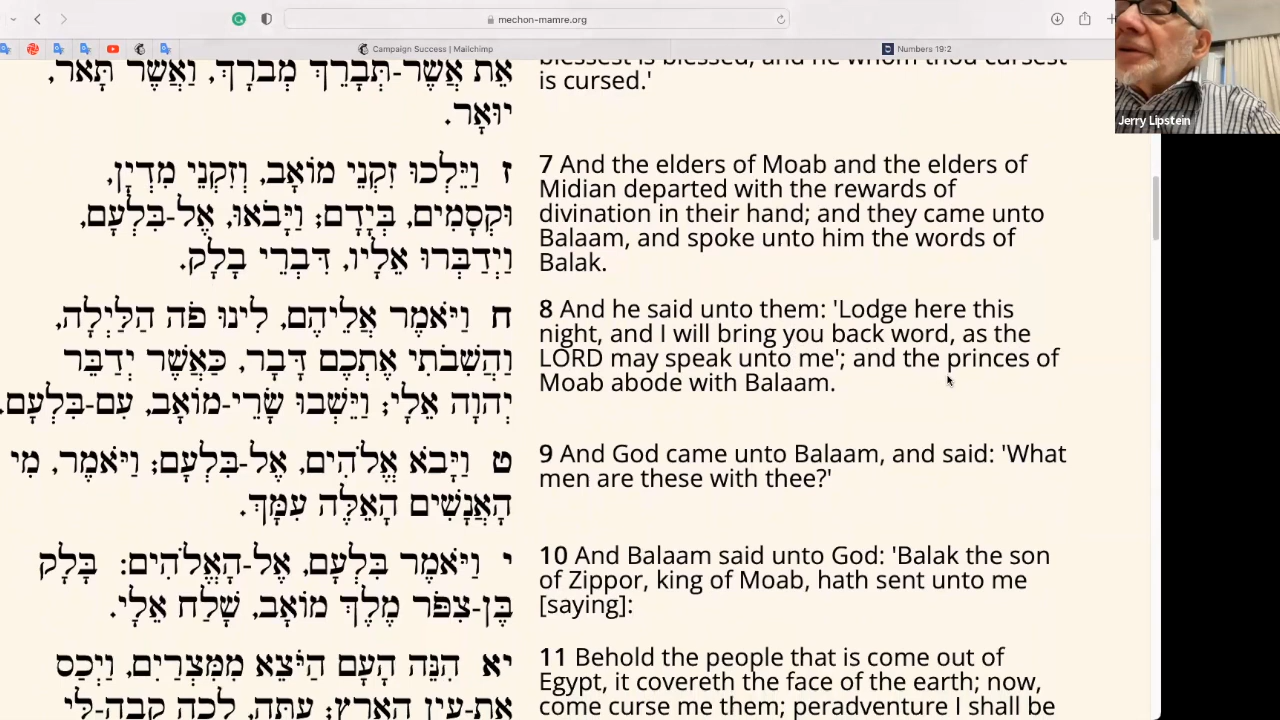 mechon-mamre.org
Campaign Success | Mailchimp
Numbers 19:2
Jerry Lipstein
אֵת אֲשֶׁר-תְּבָרֵךְ מְבֹרָךְ, וַאֲשֶׁר תָּאֹר,
יוּאָר.
blessest is blessed, and he whom thou cursest
is cursed.'
ז וַיֵּלְכוּ זִקְנֵי מוֹאָב, וְזִקְנֵי מִדְיָן,
וּקְסָמִים, בְּיָדָם; וַיָּבֹאוּ, אֶל-בִּלְעָם,
וַיְדַבְּרוּ אֵלָיו, דִּבְרֵי בָלָק.
7 And the elders of Moab and the elders of
Midian departed with the rewards of
divination in their hand; and they came unto
Balaam, and spoke unto him the words of
Balak.
ח וַיֹּאמֶר אֲלֵיהֶם, לִינוּ פֹה הַלַּיְלָה,
וַהֲשִׁבֹתִי אֶתְכֶם דָּבָר, כַּאֲשֶׁר יְדַבֵּר
יְהוָה אֵלָי; וַיֵּשְׁבוּ שָׂרֵי-מוֹאָב, עִם-בִּלְעָם.
8 And he said unto them: 'Lodge here this
night, and I will bring you back word, as the
LORD may speak unto me'; and the princes of
Moab abode with Balaam.
ט וַיָּבֹא אֱלֹהִים, אֶל-בִּלְעָם; וַיֹּאמֶר, מִי
הָאֲנָשִׁים הָאֵלֶּה עִמָּךְ.
9 And God came unto Balaam, and said: 'What
men are these with thee?'
י וַיֹּאמֶר בִּלְעָם, אֶל-הָאֱלֹהִים: בָּלָק
בֶּן-צִפֹּר מֶלֶךְ מוֹאָב, שָׁלַח אֵלָי.
10 And Balaam said unto God: 'Balak the son
of Zippor, king of Moab, hath sent unto me
[saying]:
יא הִנֵּה הָעָם הַיֹּצֵא מִמִּצְרַיִם, וַיְכַס
אֶת-עֵין הָאָרֶץ; עַתָּה, לְכָה קָבָה-לִּי
11 Behold the people that is come out of
Egypt, it covereth the face of the earth; now,
come curse me them; peradventure I shall be